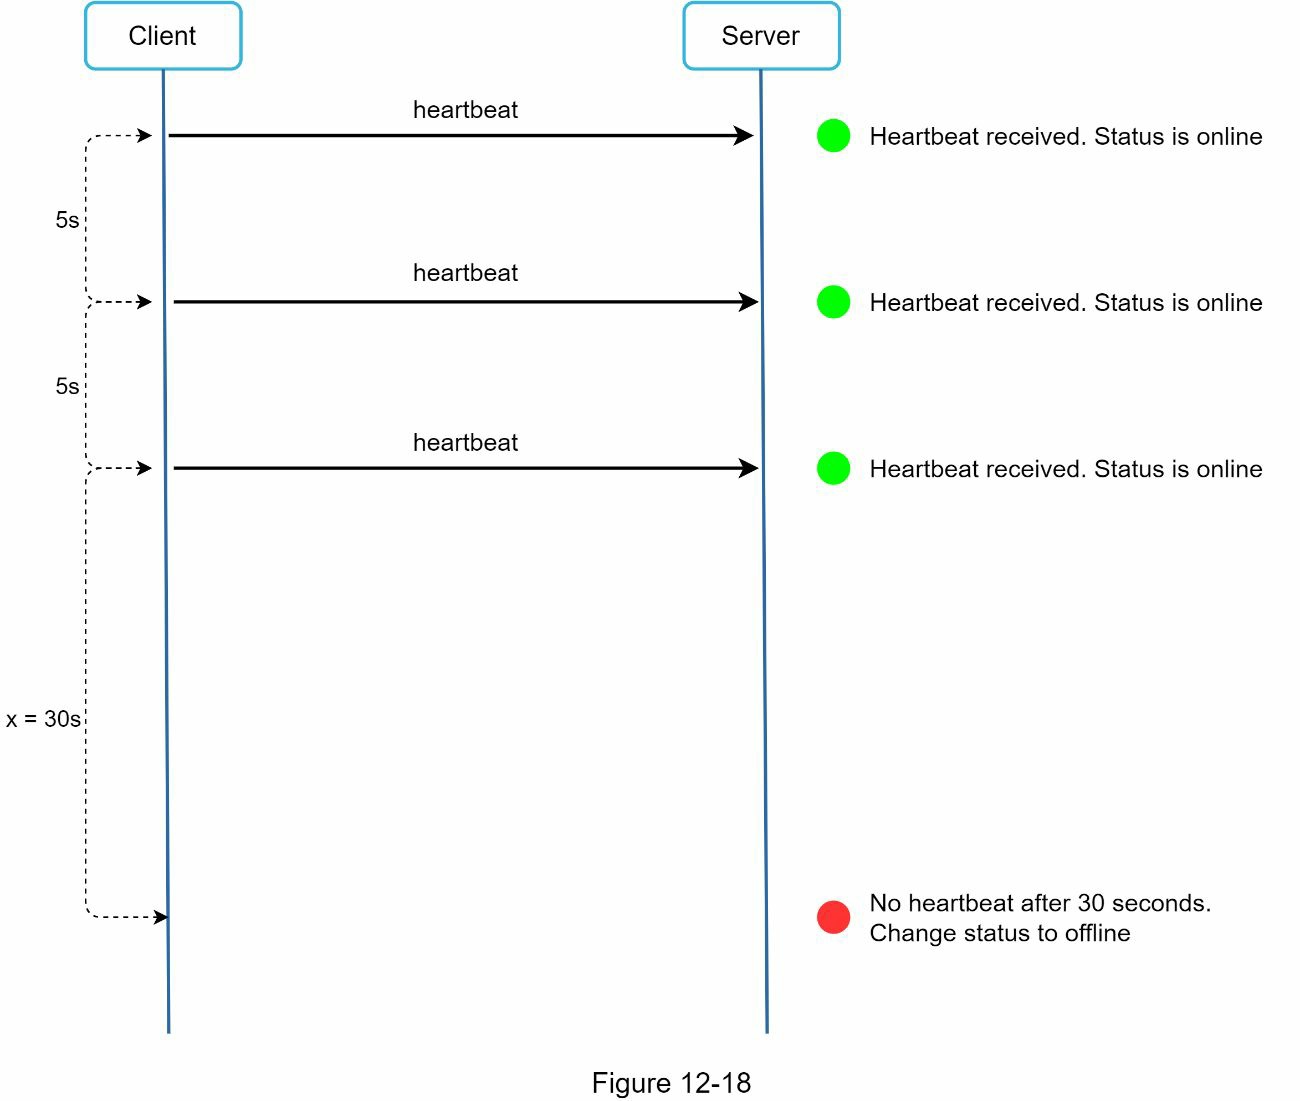 Client
Server
heartbeat
Heartbeat received. Status is online
5s
heartbeat
Heartbeat received. Status is online
5s
heartbeat
Heartbeat received. Status is online
x = 30s
No heartbeat after 30 seconds.
Change status to offline
Figure 12-18